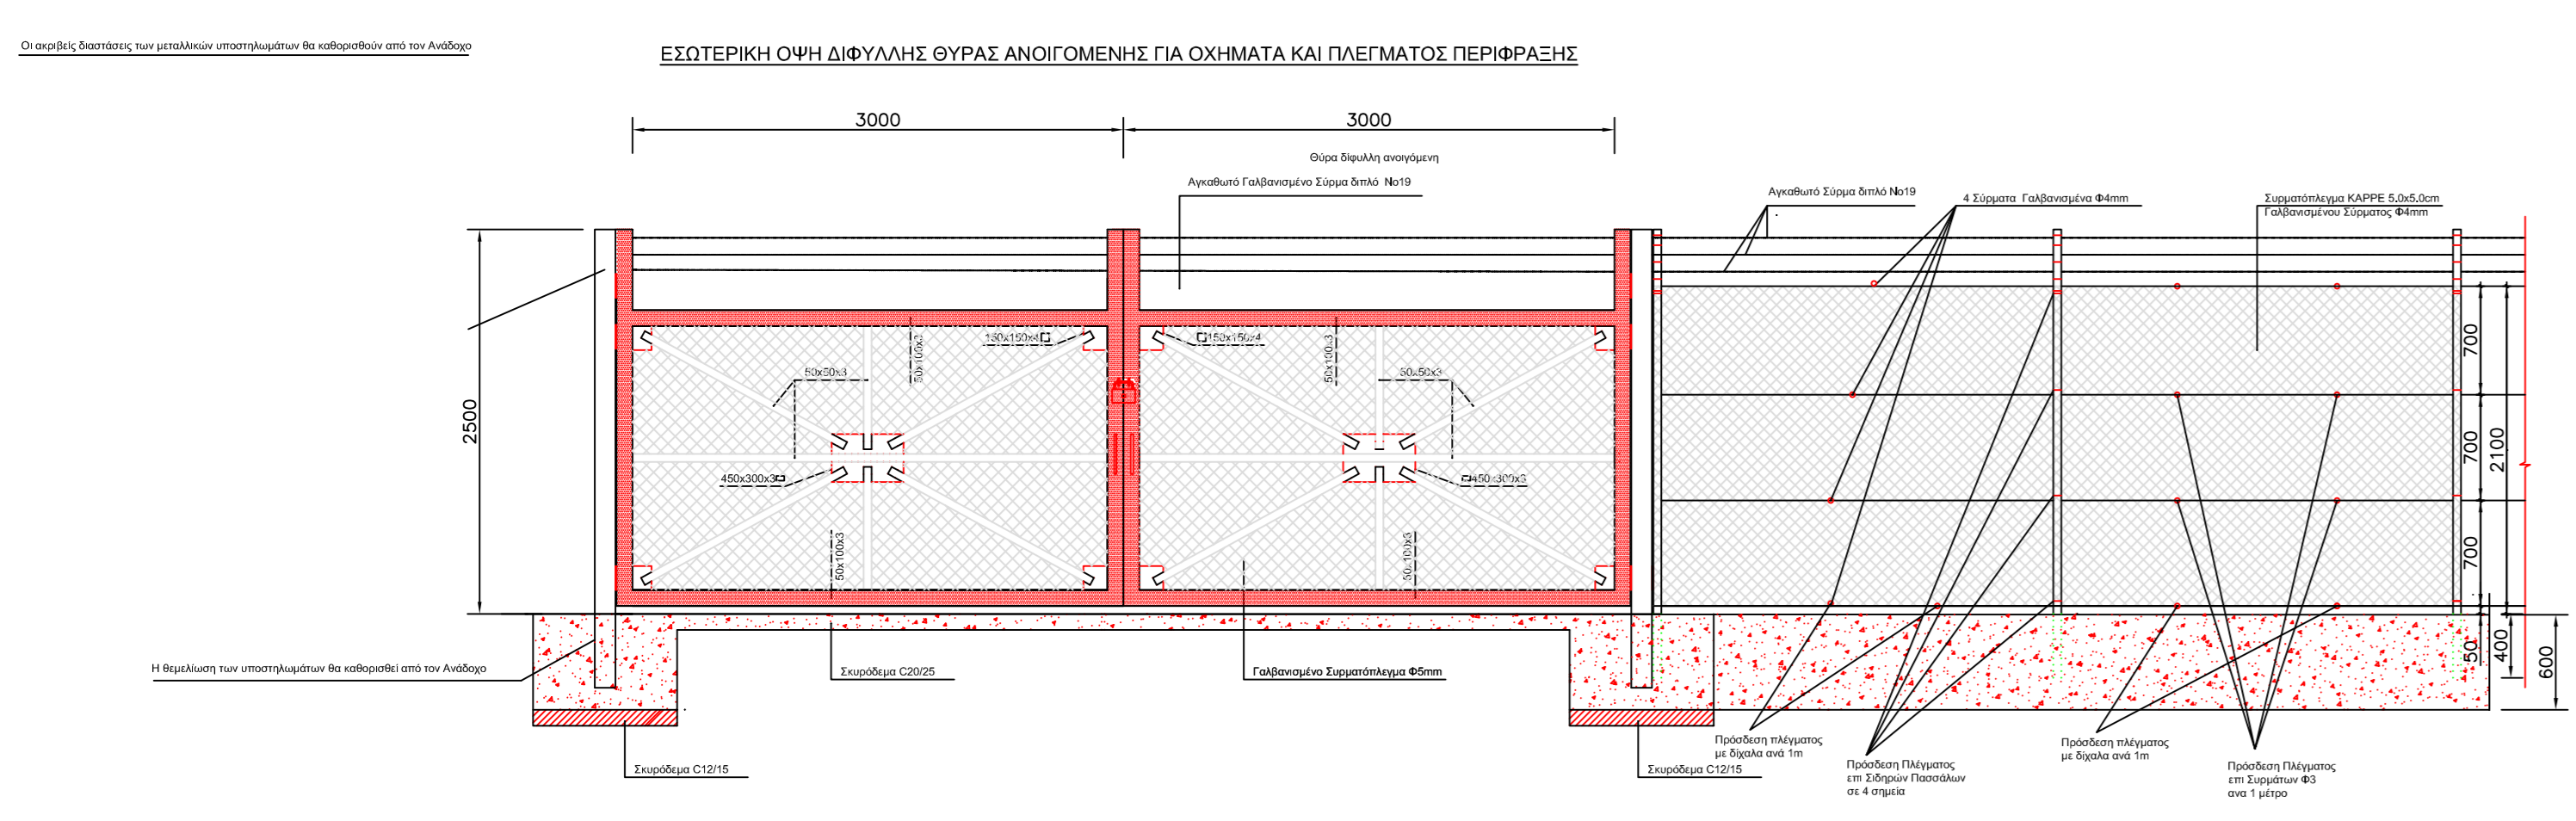 Οι ακριβείς διαστάσεις των μεταλλικών υποστηλωμάτων θα καθορισθούν από τον Ανάδοχο
ΕΣΩΤΕΡΙΚΗ ΟΨΗ ΔΙΦΥΛΛΗΣ ΘΥΡΑΣ ΑΝΟΙΓΟΜΕΝΗΣ ΓΙΑ ΟΧΗΜΑΤΑ ΚΑΙ ΠΛΕΓΜΑΤΟΣ ΠΕΡΙΦΡΑΞΗΣ
3000
3000
Θύρα δίφυλλη ανοιγόμενη
Αγκαθωτό Γαλβανισμένο Σύρμα διπλό Νο19
Αγκαθωτό Σύρμα διπλό Νο19
4 Σύρματα Γαλβανισμένα Φ4mm
Συρματόπλεγμα ΚΑΡΡΕ 5.0x5.0cm
Γαλβανισμένου Σύρματος Φ4mm
150x150x4
150x150x4
50x100x3
50x100x3
50x50x3
50x50x3
2500
700
700
2100
700
450x300x3
450x300x3
50x100x3
50x100x3
50
400
600
Η θεμελίωση των υποστηλωμάτων θα καθορισθεί από τον Ανάδοχο
Σκυρόδεμα C20/25
Γαλβανισμένο Συρματόπλεγμα Φ5mm
Σκυρόδεμα C12/15
Σκυρόδεμα C12/15
Πρόσδεση πλέγματος
με δίχαλα ανά 1m
Πρόσδεση Πλέγματος
επι Σιδηρών Πασσάλων
σε 4 σημεία
Πρόσδεση πλέγματος
με δίχαλα ανά 1m
Πρόσδεση Πλέγματος
επι Συρμάτων Φ3
ανα 1 μέτρο